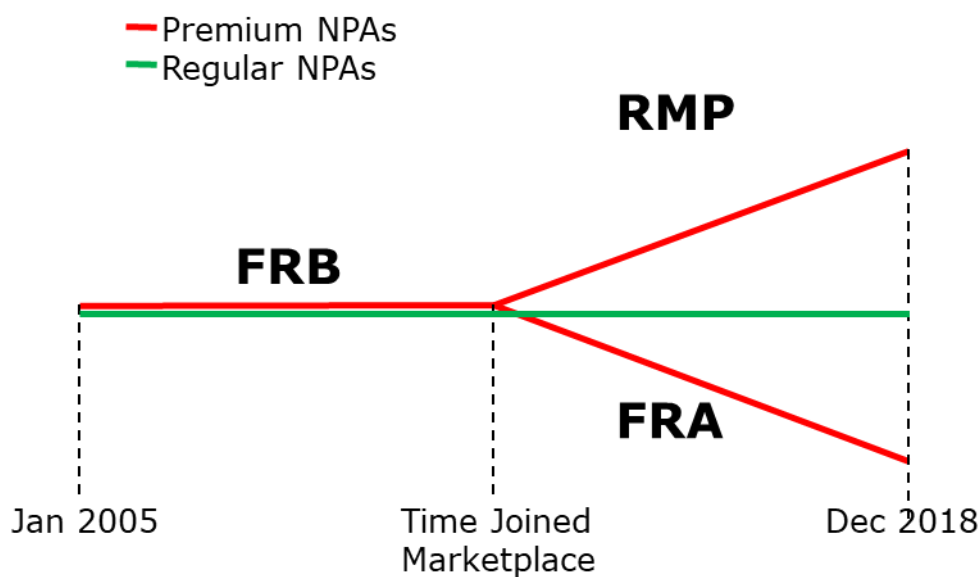 Premium NPAs
Regular NPAs
RMP
FRB
FRA
Jan 2005
Time Joined
Marketplace
Dec 2018